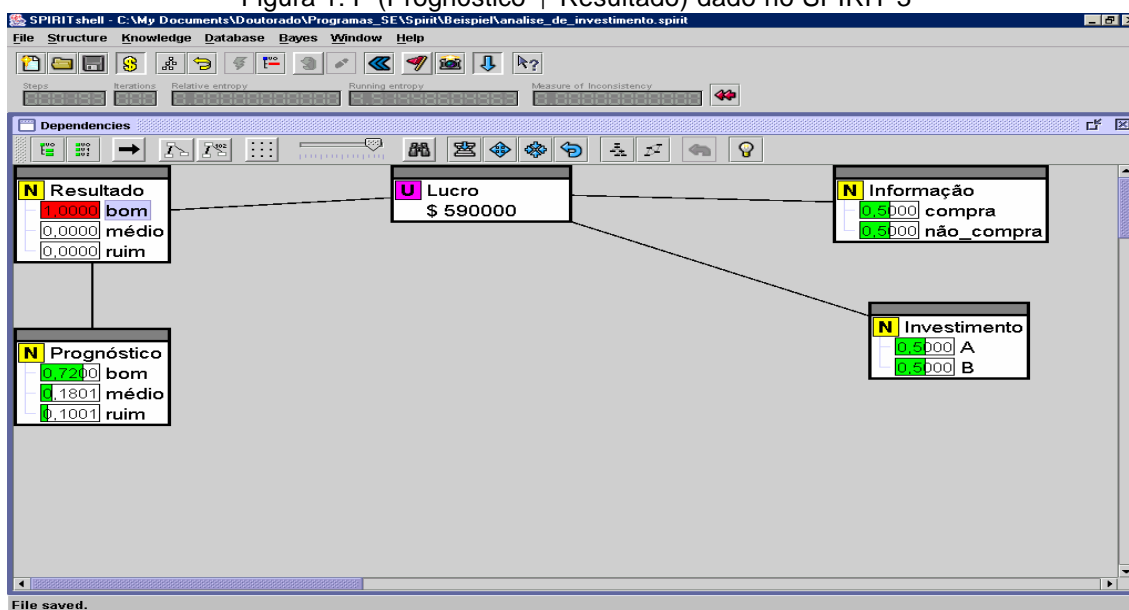 Figura 1:P (Prognóstico | Resultado) dado no SPIRIT 3
SPIRITshell - C:\My Documents\Doutorado\Programas_SE\Spirit\Beispiel\analise_de_investimento.spirit
File Structure Knowledge Database Bayes Window Help
Steps Iterations Relative entropy Running entropy Measure of Inconsistency
Dependencies
N Resultado
1,0000 bom
0,0000 médio
0,0000 ruim
U Lucro
$ 590000
N Informação
0,5000 compra
0,5000 não_compra
N Investimento
0,5000 A
0,5000 B
N Prognóstico
0,7200 bom
0,1801 médio
0,1001 ruim
File saved.